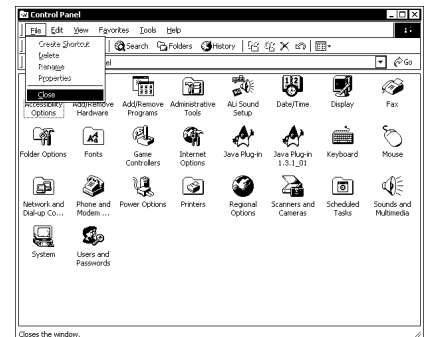 Control Panel
File Edit View Favorites Tools Help
Create Shortcut
Delete
Rename
Properties
Close
Search Folders History
el
Go
Accessibility Options
Add/Remove Hardware
Add/Remove Programs
Administrative Tools
ALi Sound Setup
Date/Time
Display
Fax
Folder Options
Fonts
Game Controllers
Internet Options
Java Plug-in
Java Plug-in 1.3.1_01
Keyboard
Mouse
Network and Dial-up Co...
Phone and Modem ...
Power Options
Printers
Regional Options
Scanners and Cameras
Scheduled Tasks
Sounds and Multimedia
System
Users and Passwords
Closes the window.